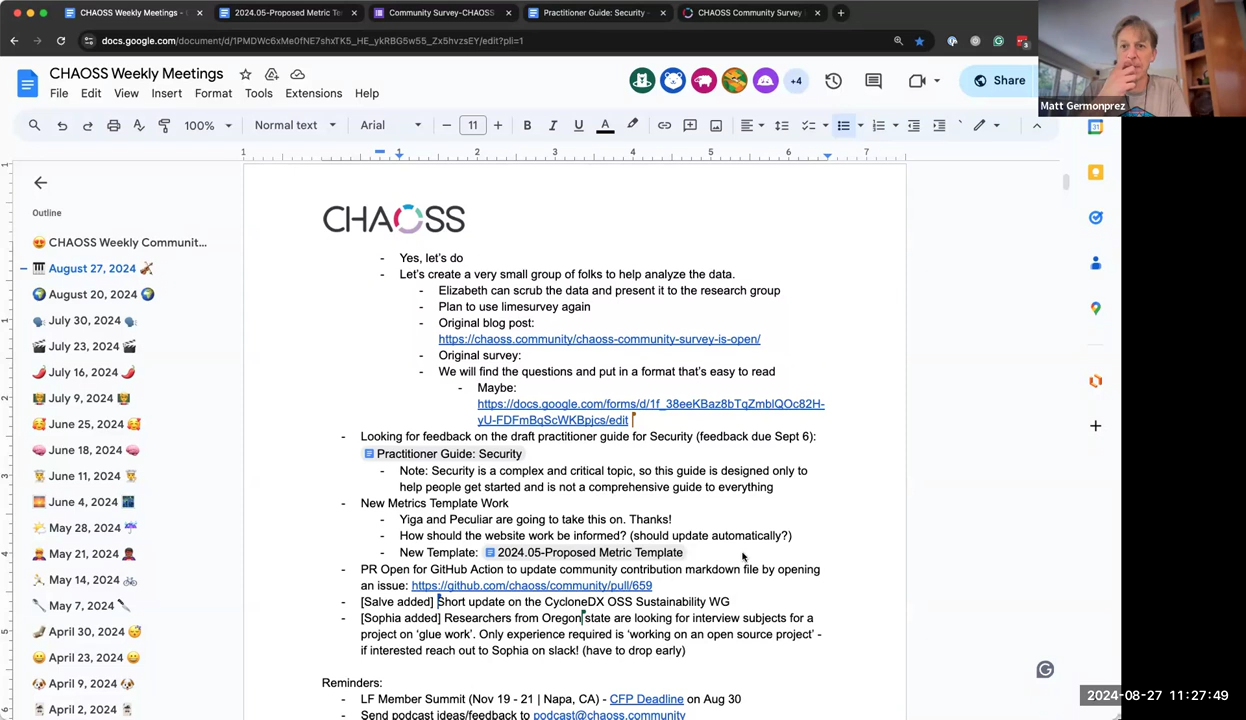 CHAOSS Weekly Meetings -
2024.05-Proposed Metric Te
Community Survey-CHAOSS
Practitioner Guide: Security -
CHAOSS Community Survey
docs.google.com/document/d/1PMDWc6xMe0fNE7shxTK5_HE_ykRBG5w55_Zx5hvzsEY/edit?pli=1
3
Matt Germonprez
CHAOSS Weekly Meetings
File Edit View Insert Format Tools Extensions Help
+4
Share
100%
Normal text
Arial
11
B I U A
1 1 2 3 4 5 6 7
Outline
CHAOSS Weekly Communit...
August 27, 2024
August 20, 2024
July 30, 2024
July 23, 2024
July 16, 2024
July 9, 2024
June 25, 2024
June 18, 2024
June 11, 2024
June 4, 2024
May 28, 2024
May 21, 2024
May 14, 2024
May 7, 2024
April 30, 2024
April 23, 2024
April 9, 2024
April 2, 2024
CHAOSS
- Yes, let's do
- Let's create a very small group of folks to help analyze the data.
- Elizabeth can scrub the data and present it to the research group
- Plan to use limesurvey again
- Original blog post:
https://chaoss.community/chaoss-community-survey-is-open/
- Original survey:
- We will find the questions and put in a format that's easy to read
- Maybe:
https://docs.google.com/forms/d/1f_38eeKBaz8bTqZmblQOc82H-
yU-FDFmBqScWKBpjcs/edit
- Looking for feedback on the draft practitioner guide for Security (feedback due Sept 6):
Practitioner Guide: Security
- Note: Security is a complex and critical topic, so this guide is designed only to
help people get started and is not a comprehensive guide to everything
- New Metrics Template Work
- Yiga and Peculiar are going to take this on. Thanks!
- How should the website work be informed? (should update automatically?)
- New Template: 2024.05-Proposed Metric Template
- PR Open for GitHub Action to update community contribution markdown file by opening
an issue: https://github.com/chaoss/community/pull/659
- [Salve added] Short update on the CycloneDX OSS Sustainability WG
- [Sophia added] Researchers from Oregon state are looking for interview subjects for a
project on 'glue work'. Only experience required is 'working on an open source project' -
if interested reach out to Sophia on slack! (have to drop early)
Reminders:
- LF Member Summit (Nov 19 - 21 | Napa, CA) - CFP Deadline on Aug 30
- Send podcast ideas/feedback to podcast@chaoss.community
2024-08-27 11:27:49